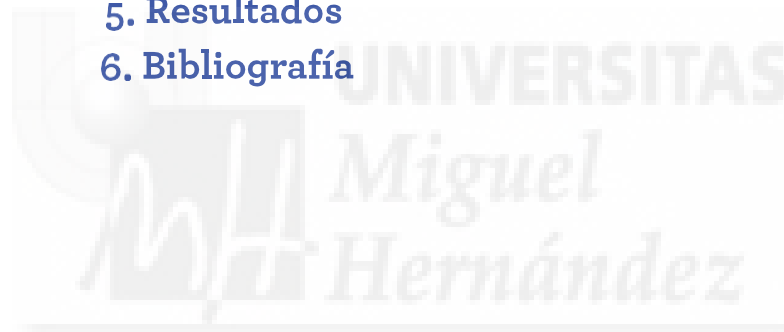 5. Resultados
6. Bibliografía
UNIVERSITAS
Miguel
Hernández